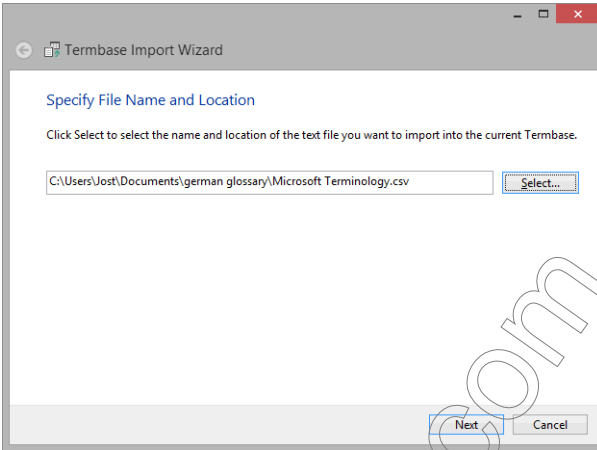 Termbase Import Wizard
Specify File Name and Location
Click Select to select the name and location of the text file you want to import into the current Termbase.
C:\Users\Jost\Documents\german glossary\Microsoft Terminology.csv
Select...
com
Next
Cancel